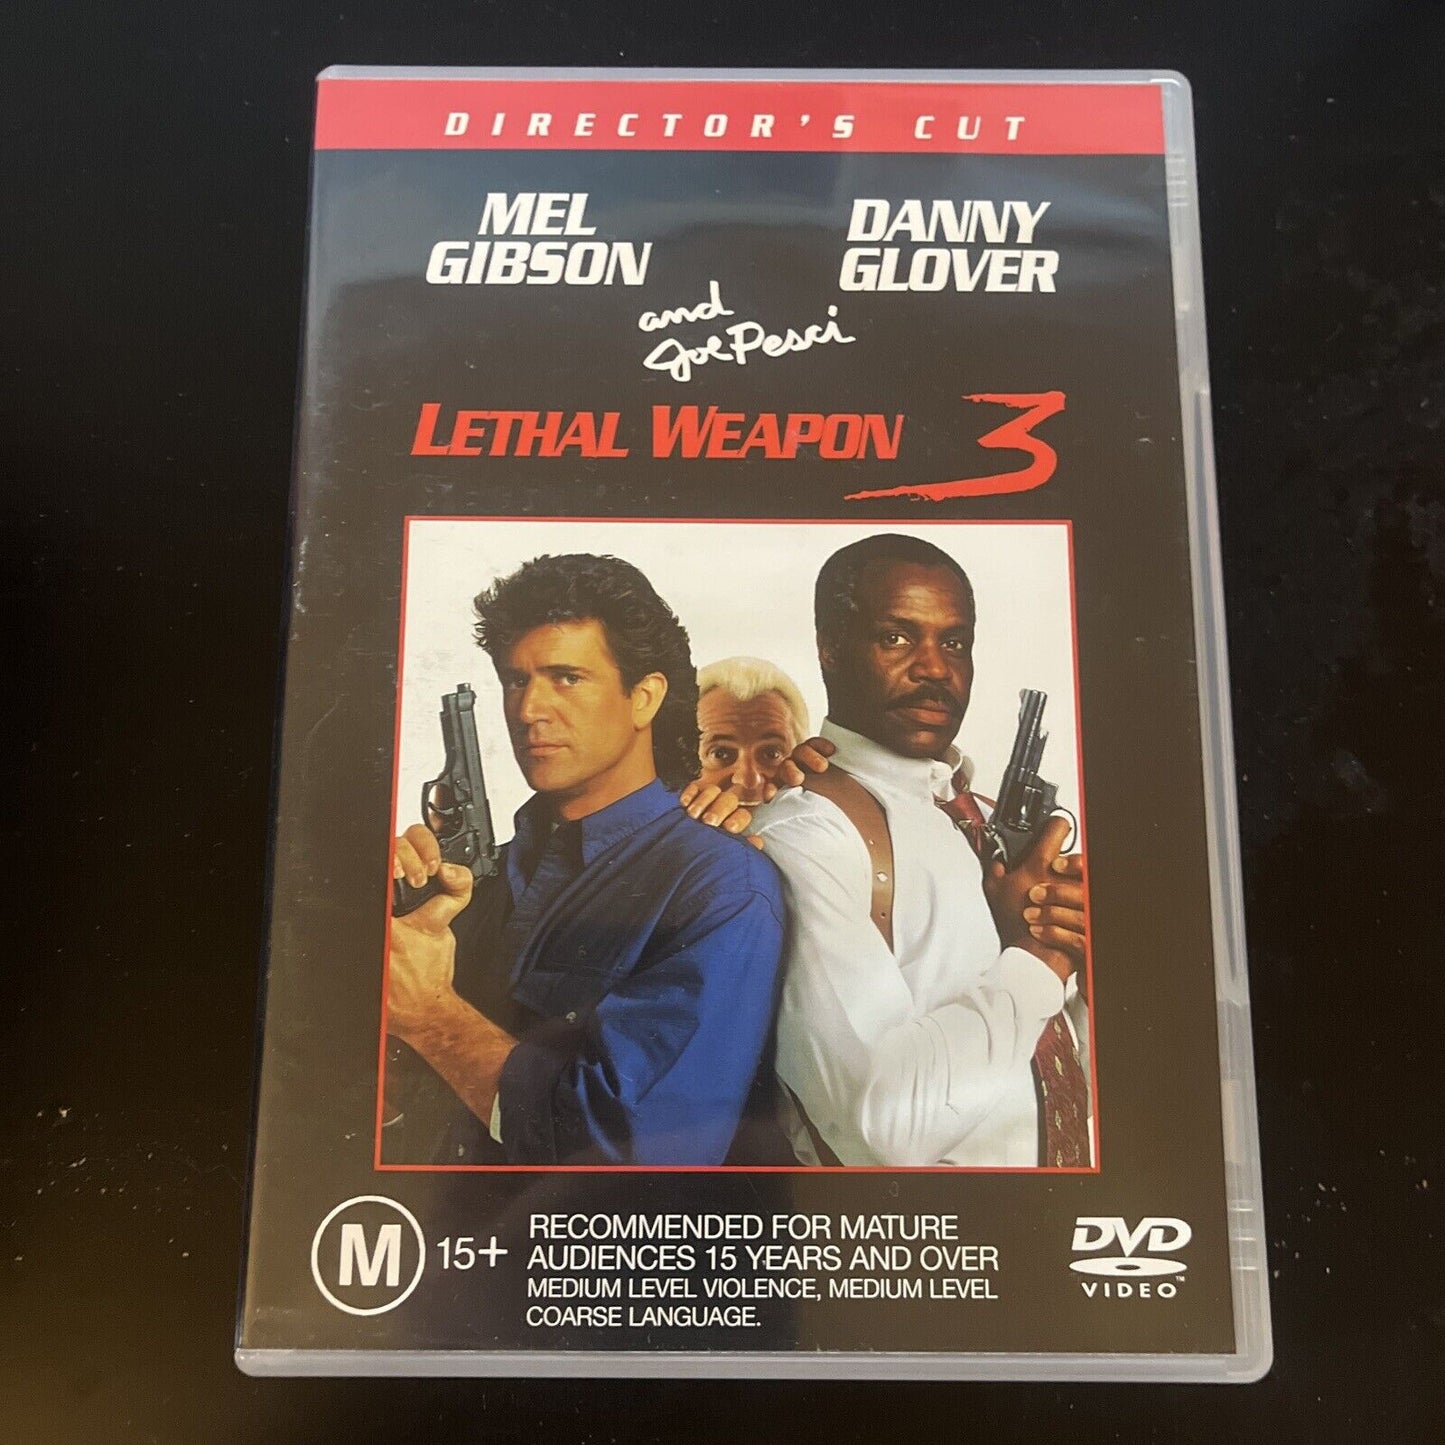 DIRECTOR'S CUT
MEL
GIBSON
DANNY
GLOVER
and
Joe Pesci
LETHAL WEAPON 3
M 15+
RECOMMENDED FOR MATURE
AUDIENCES 15 YEARS AND OVER
MEDIUM LEVEL VIOLENCE, MEDIUM LEVEL
COARSE LANGUAGE.
DVD
VIDEO™